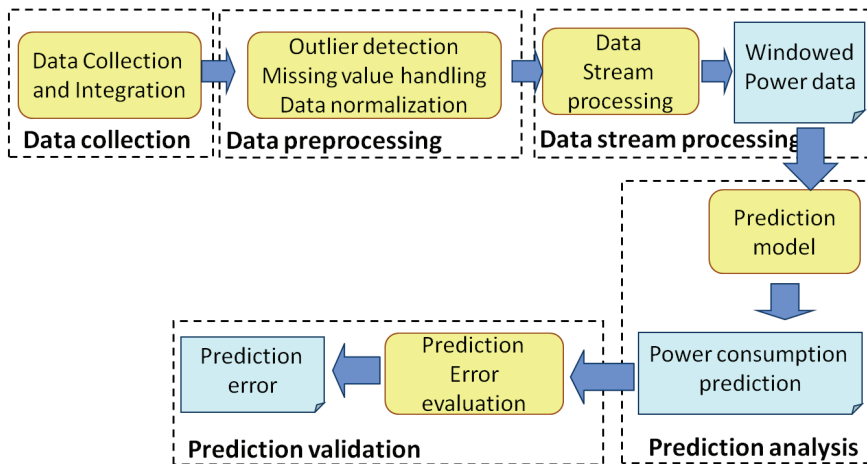 Data Collection
and Integration
Data collection
Outlier detection
Missing value handling
Data normalization
Data preprocessing
Data
Stream
processing
Windowed
Power data
Data stream processing
Prediction
model
Power consumption
prediction
Prediction analysis
Prediction
Error
evaluation
Prediction
error
Prediction validation